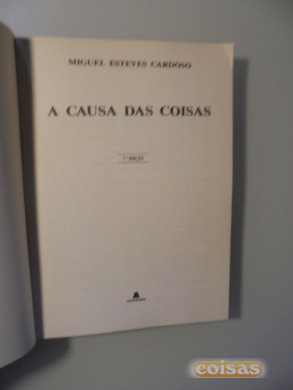 MIGUEL ESTEVES CARDOSO
A CAUSA DAS COISAS
coisas